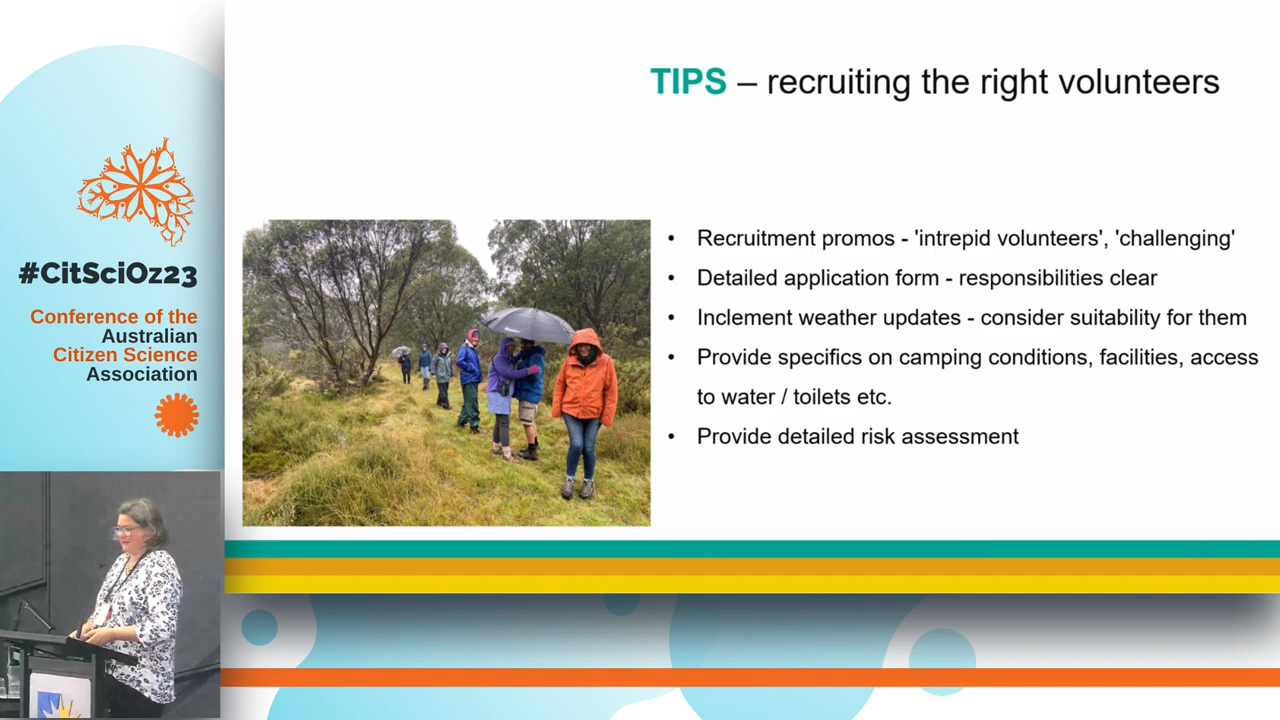 TIPS – recruiting the right volunteers
#CitSciOz23
Conference of the
Australian
Citizen Science
Association
• Recruitment promos - 'intrepid volunteers', 'challenging'
• Detailed application form - responsibilities clear
• Inclement weather updates - consider suitability for them
• Provide specifics on camping conditions, facilities, access
to water / toilets etc.
• Provide detailed risk assessment